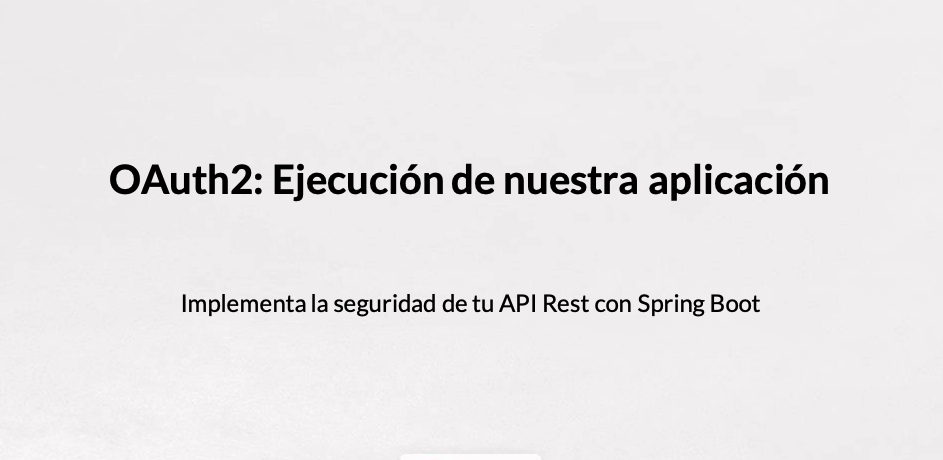 OAuth2: Ejecución de nuestra aplicación
Implementa la seguridad de tu API Rest con Spring Boot